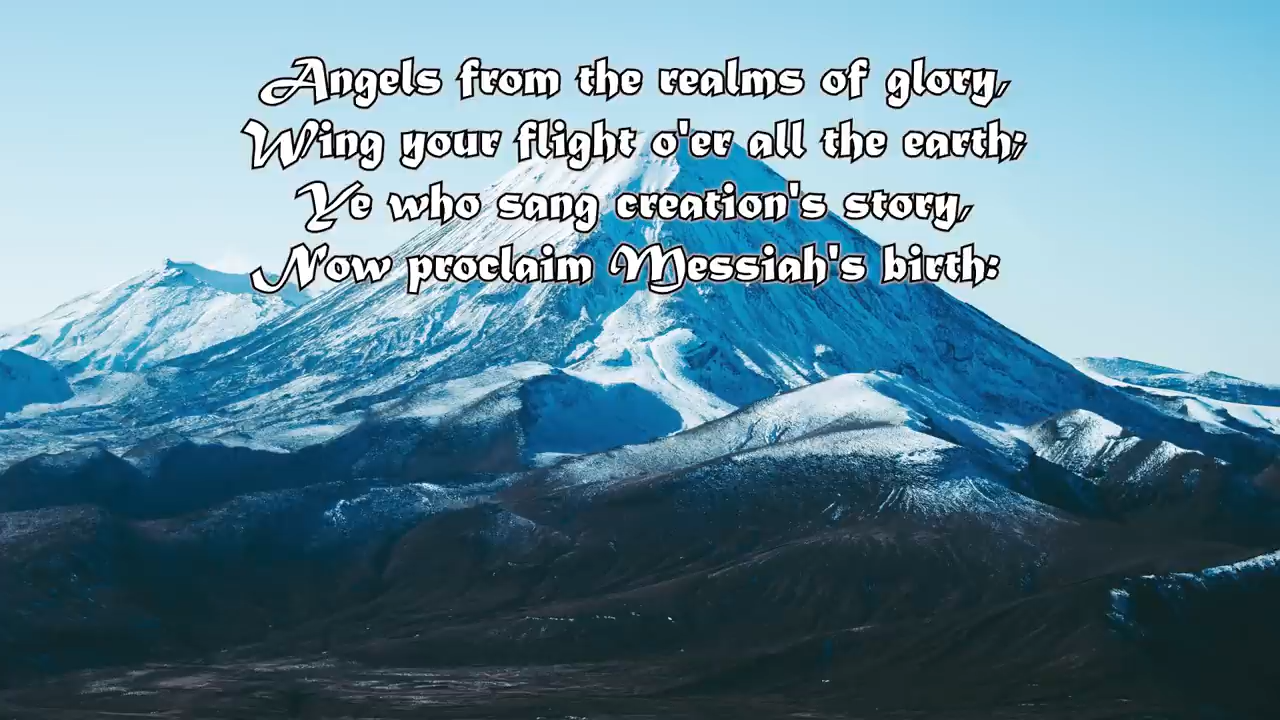 Angels from the realms of glory,
Wing your flight o'er all the earth;
Ye who sang creation's story,
Now proclaim Messiah's birth: